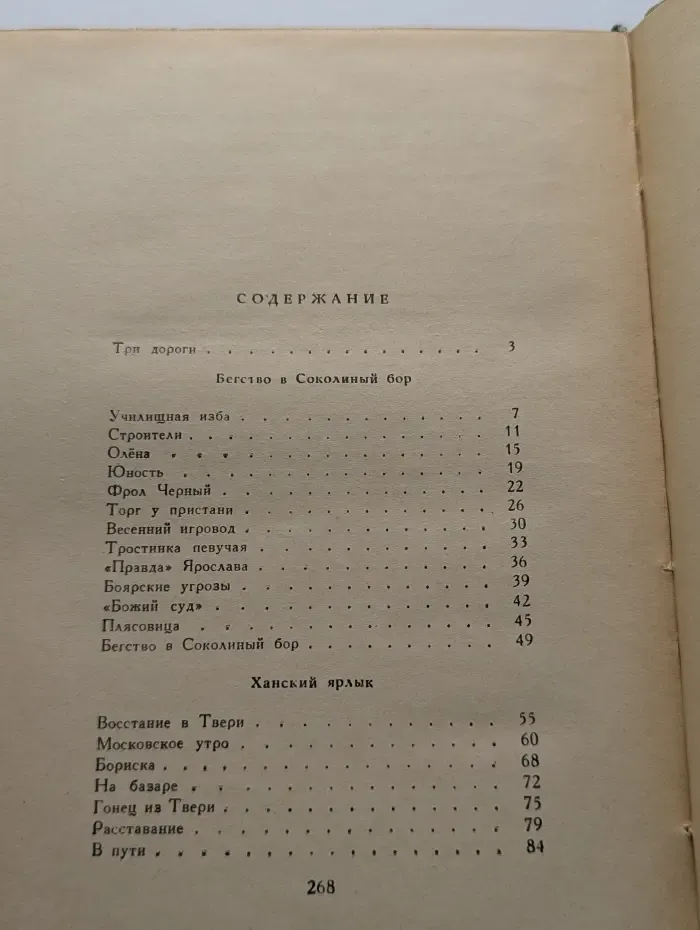 СОДЕРЖАНИЕ
Три дороги . . . . . . . . . . . . . . 3
Бегство в Соколиный бор
Училищная изба . . . . . . . . . . . . 7
Строители . . . . . . . . . . . . . . 11
Олёна . . . . . . . . . . . . . . . 15
Юность . . . . . . . . . . . . . . 19
Фрол Черный . . . . . . . . . . . . . 22
Торг у пристани . . . . . . . . . . . . 26
Весенний игровод . . . . . . . . . . . . 30
Тростинка певучая . . . . . . . . . . . 33
«Правда» Ярослава . . . . . . . . . . . 36
Боярские угрозы . . . . . . . . . . . . 39
«Божий суд» . . . . . . . . . . . . . 42
Плясовица . . . . . . . . . . . . . . 45
Бегство в Соколиный бор . . . . . . . . . 49
Ханский ярлык
Восстание в Твери . . . . . . . . . . . 55
Московское утро . . . . . . . . . . . . 60
Бориска . . . . . . . . . . . . . . . 68
На базаре . . . . . . . . . . . . . . 72
Гонец из Твери . . . . . . . . . . . . 75
Расставание . . . . . . . . . . . . . 79
В пути . . . . . . . . . . . . . . . 84
268